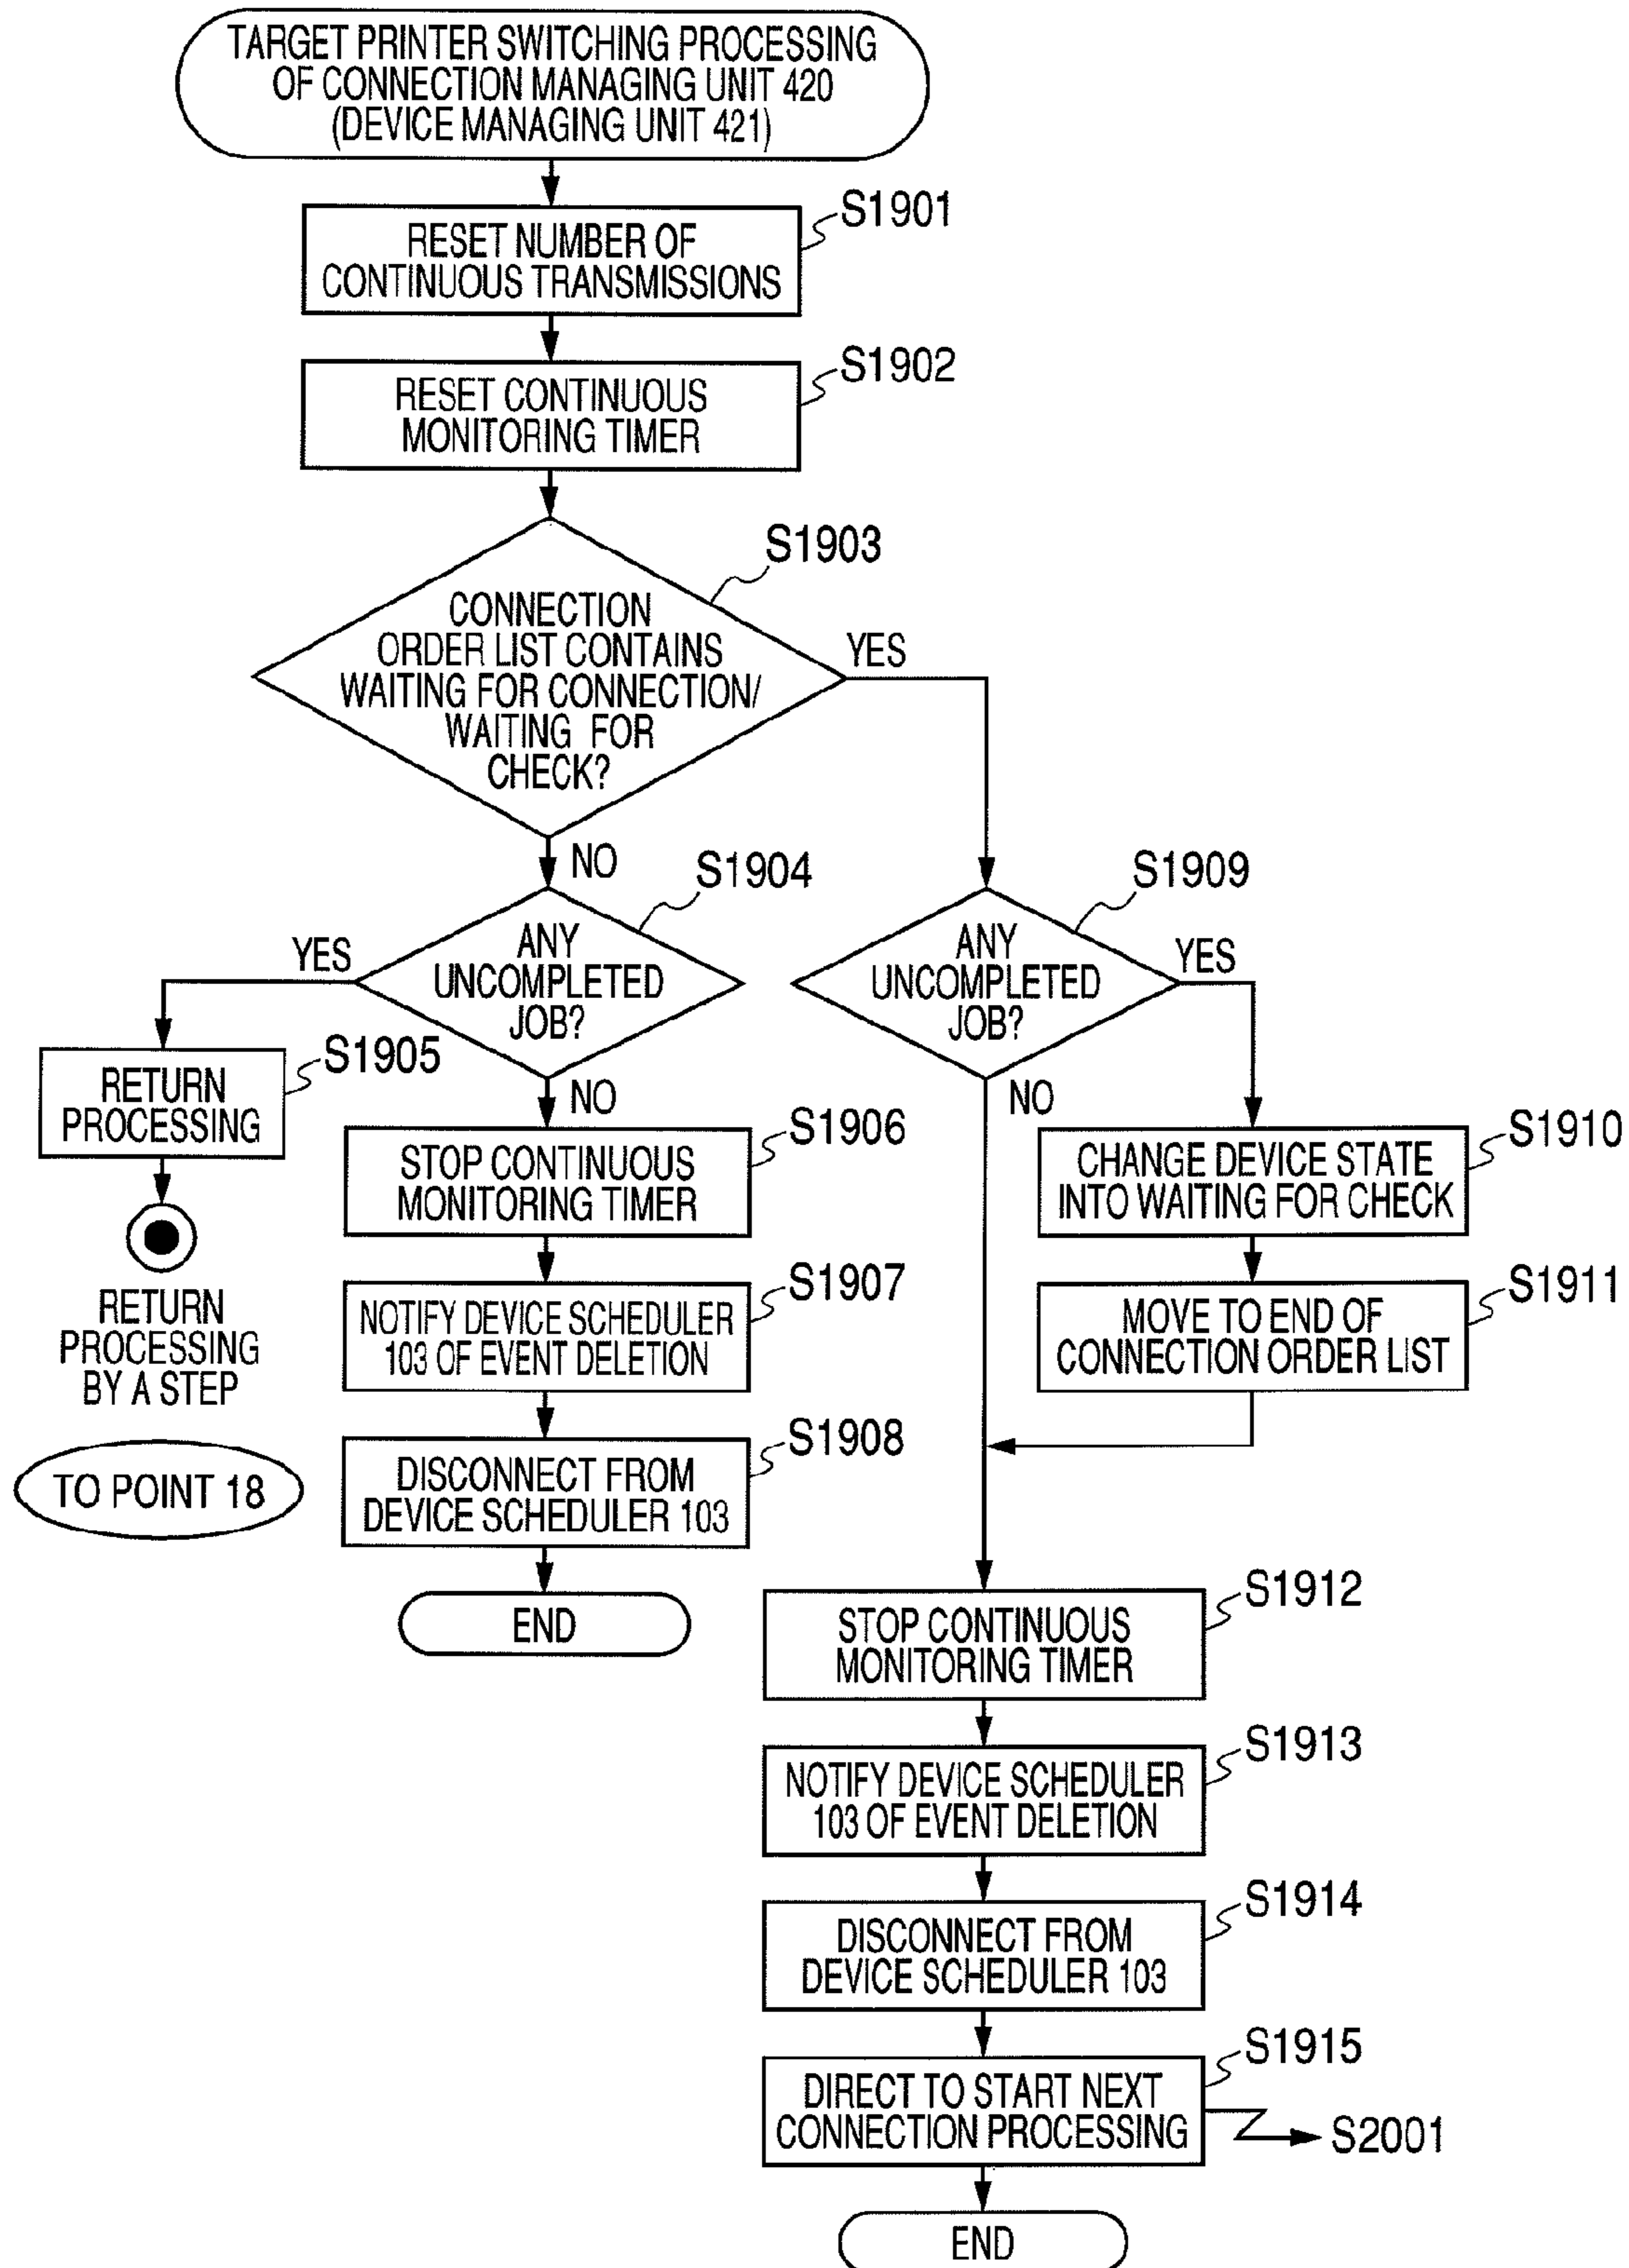 TARGET PRINTER SWITCHING PROCESSING
OF CONNECTION MANAGING UNIT 420
(DEVICE MANAGING UNIT 421)
S1901
RESET NUMBER OF
CONTINUOUS TRANSMISSIONS
S1902
RESET CONTINUOUS
MONITORING TIMER
S1903
CONNECTION
ORDER LIST CONTAINS
WAITING FOR CONNECTION/
WAITING FOR
CHECK?
YES
NO
S1904
ANY
UNCOMPLETED
JOB?
YES
NO
S1905
RETURN
PROCESSING
RETURN
PROCESSING
BY A STEP
TO POINT 18
S1906
STOP CONTINUOUS
MONITORING TIMER
S1907
NOTIFY DEVICE SCHEDULER
103 OF EVENT DELETION
S1908
DISCONNECT FROM
DEVICE SCHEDULER 103
END
S1909
ANY
UNCOMPLETED
JOB?
YES
NO
S1910
CHANGE DEVICE STATE
INTO WAITING FOR CHECK
S1911
MOVE TO END OF
CONNECTION ORDER LIST
S1912
STOP CONTINUOUS
MONITORING TIMER
S1913
NOTIFY DEVICE SCHEDULER
103 OF EVENT DELETION
S1914
DISCONNECT FROM
DEVICE SCHEDULER 103
S1915
DIRECT TO START NEXT
CONNECTION PROCESSING
S2001
END